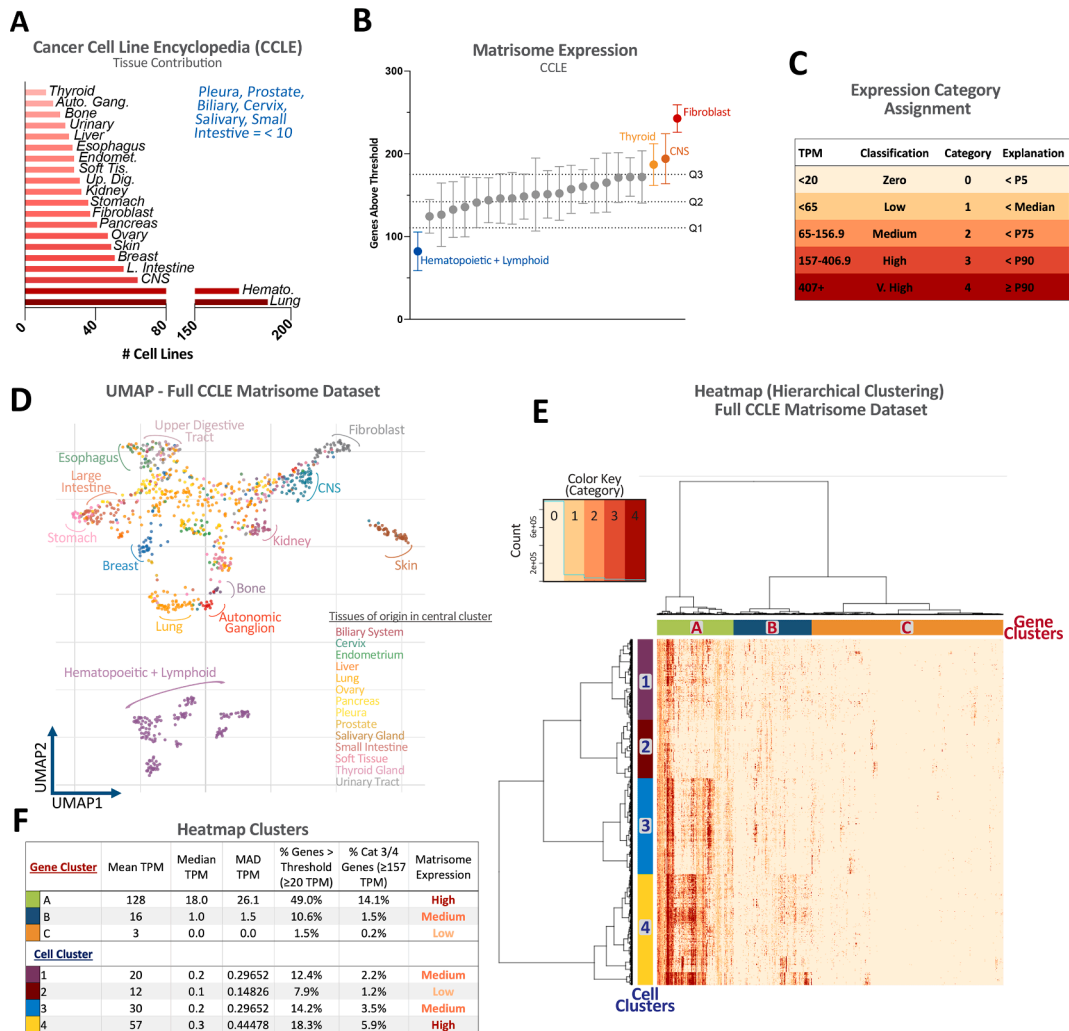 A
Cancer Cell Line Encyclopedia (CCLE)
Tissue Contribution
Thyroid
Auto. Gang.
Bone
Urinary
Liver
Esophagus
Endomet.
Soft Tis.
Up. Dig.
Kidney
Stomach
Fibroblast
Pancreas
Ovary
Skin
Breast
L. Intestine
CNS
Hemato.
Lung
Pleura, Prostate,
Biliary, Cervix,
Salivary, Small
Intestive = < 10
0 40 80 150 200
# Cell Lines
B
Matrisome Expression
CCLE
Genes Above Threshold
300
200
100
0
Fibroblast
Thyroid
CNS
Q3
Q2
Q1
Hematopoietic + Lymphoid
C
Expression Category
Assignment
TPM Classification Category Explanation
<20 Zero 0 < P5
<65 Low 1 < Median
65-156.9 Medium 2 < P75
157-406.9 High 3 < P90
407+ V. High 4 ≥ P90
D
UMAP - Full CCLE Matrisome Dataset
Upper Digestive
Tract
Fibroblast
Esophagus
Large
Intestine
CNS
Stomach
Kidney
Breast
Skin
Bone
Lung
Autonomic
Ganglion
Tissues of origin in central cluster
Biliary System
Cervix
Endometrium
Liver
Lung
Ovary
Pancreas
Pleura
Prostate
Salivary Gland
Small Intestine
Soft Tissue
Thyroid Gland
Urinary Tract
Hematopoeitic + Lymphoid
UMAP2
UMAP1
E
Heatmap (Hierarchical Clustering)
Full CCLE Matrisome Dataset
Color Key
(Category)
Count
2e+05 6e+05
0 1 2 3 4
A B C
Gene
Clusters
1
2
3
4
Cell
Clusters
F
Heatmap Clusters
Gene Cluster Mean TPM Median TPM MAD TPM % Genes > Threshold (≥20 TPM) % Cat 3/4 Genes (≥157 TPM) Matrisome Expression
A 128 18.0 26.1 49.0% 14.1% High
B 16 1.0 1.5 10.6% 1.5% Medium
C 3 0.0 0.0 1.5% 0.2% Low
Cell Cluster
1 20 0.2 0.29652 12.4% 2.2% Medium
2 12 0.1 0.14826 7.9% 1.2% Low
3 30 0.2 0.29652 14.2% 3.5% Medium
4 57 0.3 0.44478 18.3% 5.9% High